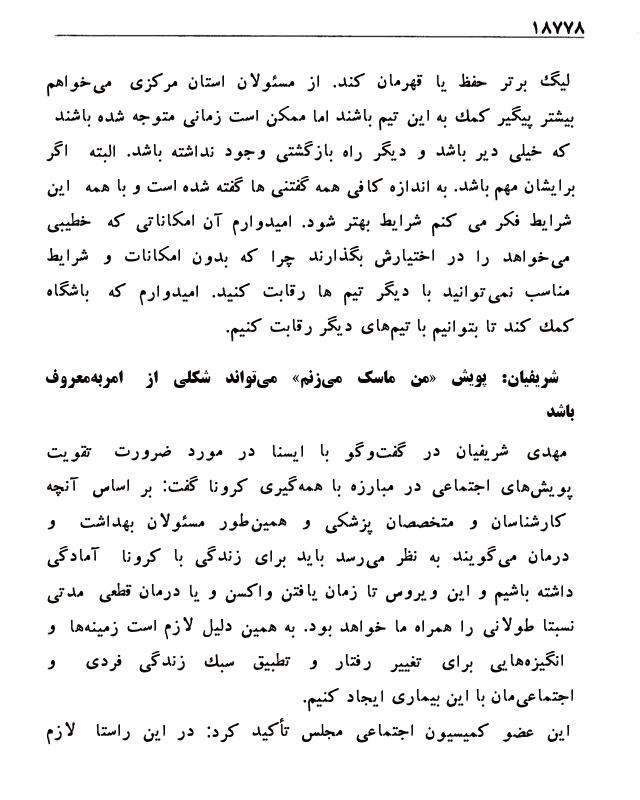 ۱۸۷۷۸
لیگ برتر حفظ یا قهرمان کند. از مسئولان استان مرکزی می‌خواهم
بیشتر پیگیر کمك به این تیم باشند اما ممکن است زمانی متوجه شده باشند
که خیلی دیر باشد و دیگر راه بازگشتی وجود نداشته باشد. البته اگر
برایشان مهم باشد. به اندازه کافی همه گفتنی ها گفته شده است و با همه این
شرایط فکر می کنم شرایط بهتر شود. امیدوارم آن امکاناتی که خطیبی
می‌خواهد را در اختیارش بگذارند چرا که بدون امکانات و شرایط
مناسب نمی‌توانید با دیگر تیم ها رقابت کنید. امیدوارم که باشگاه
کمك کند تا بتوانیم با تیم‌های دیگر رقابت کنیم.
شریفیان: پویش «من ماسک می‌زنم» می‌تواند شکلی از امربه‌معروف
باشد
مهدی شریفیان در گفت‌وگو با ایسنا در مورد ضرورت تقویت
پویش‌های اجتماعی در مبارزه با همه‌گیری کرونا گفت: بر اساس آنچه
کارشناسان و متخصصان پزشکی و همین‌طور مسئولان بهداشت و
درمان می‌گویند به نظر می‌رسد باید برای زندگی با کرونا آمادگی
داشته باشیم و این ویروس تا زمان یافتن واکسن و یا درمان قطعی مدتی
نسبتا طولانی را همراه ما خواهد بود. به همین دلیل لازم است زمینه‌ها و
انگیزه‌هایی برای تغییر رفتار و تطبیق سبك زندگی فردی و
اجتماعی‌مان با این بیماری ایجاد کنیم.
این عضو کمیسیون اجتماعی مجلس تأکید کرد: در این راستا لازم